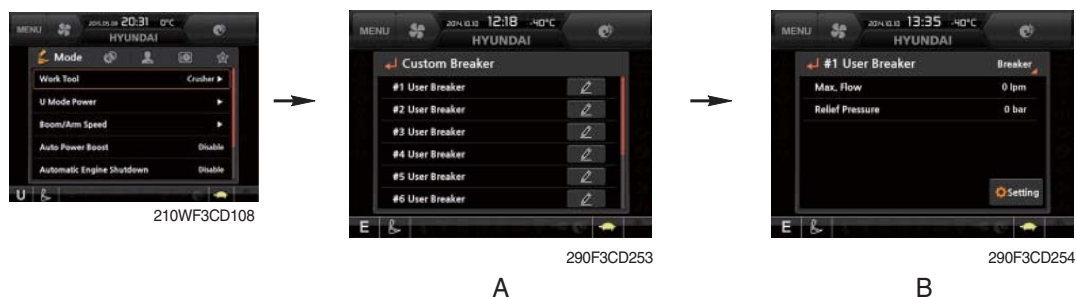 MENU 20:31 0°C
HYUNDAI
Mode
Work Tool Crusher
U Mode Power
Boom/Arm Speed
Auto Power Boost Disable
Automatic Engine Shutdown Disable
U
210WF3CD108
MENU 12:18 -40°C
HYUNDAI
Custom Breaker
#1 User Breaker
#2 User Breaker
#3 User Breaker
#4 User Breaker
#5 User Breaker
#6 User Breaker
E
290F3CD253
A
MENU 13:35 -40°C
HYUNDAI
#1 User Breaker Breaker
Max, Flow 0 lpm
Relief Pressure 0 bar
Setting
E
290F3CD254
B